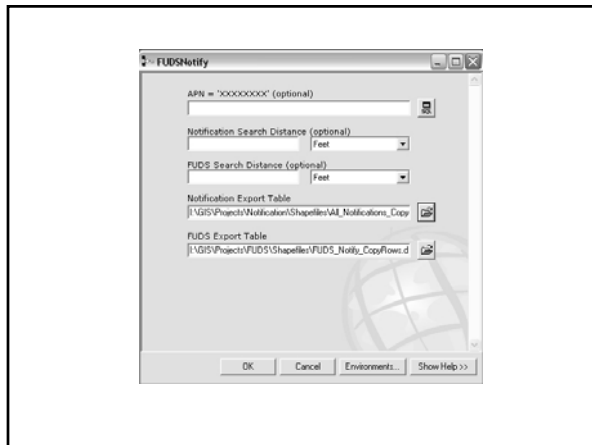 FUDSNotify
APN = 'XXXXXXXX' (optional)
SQL
Notification Search Distance (optional)
Feet
FUDS Search Distance (optional)
Feet
Notification Export Table
I:\GIS\Projects\Notification\Shapefiles\All_Notifications_Copy
FUDS Export Table
I:\GIS\Projects\FUDS\Shapefiles\FUDS_Notify_CopyRows.d
OK Cancel Environments... Show Help >>